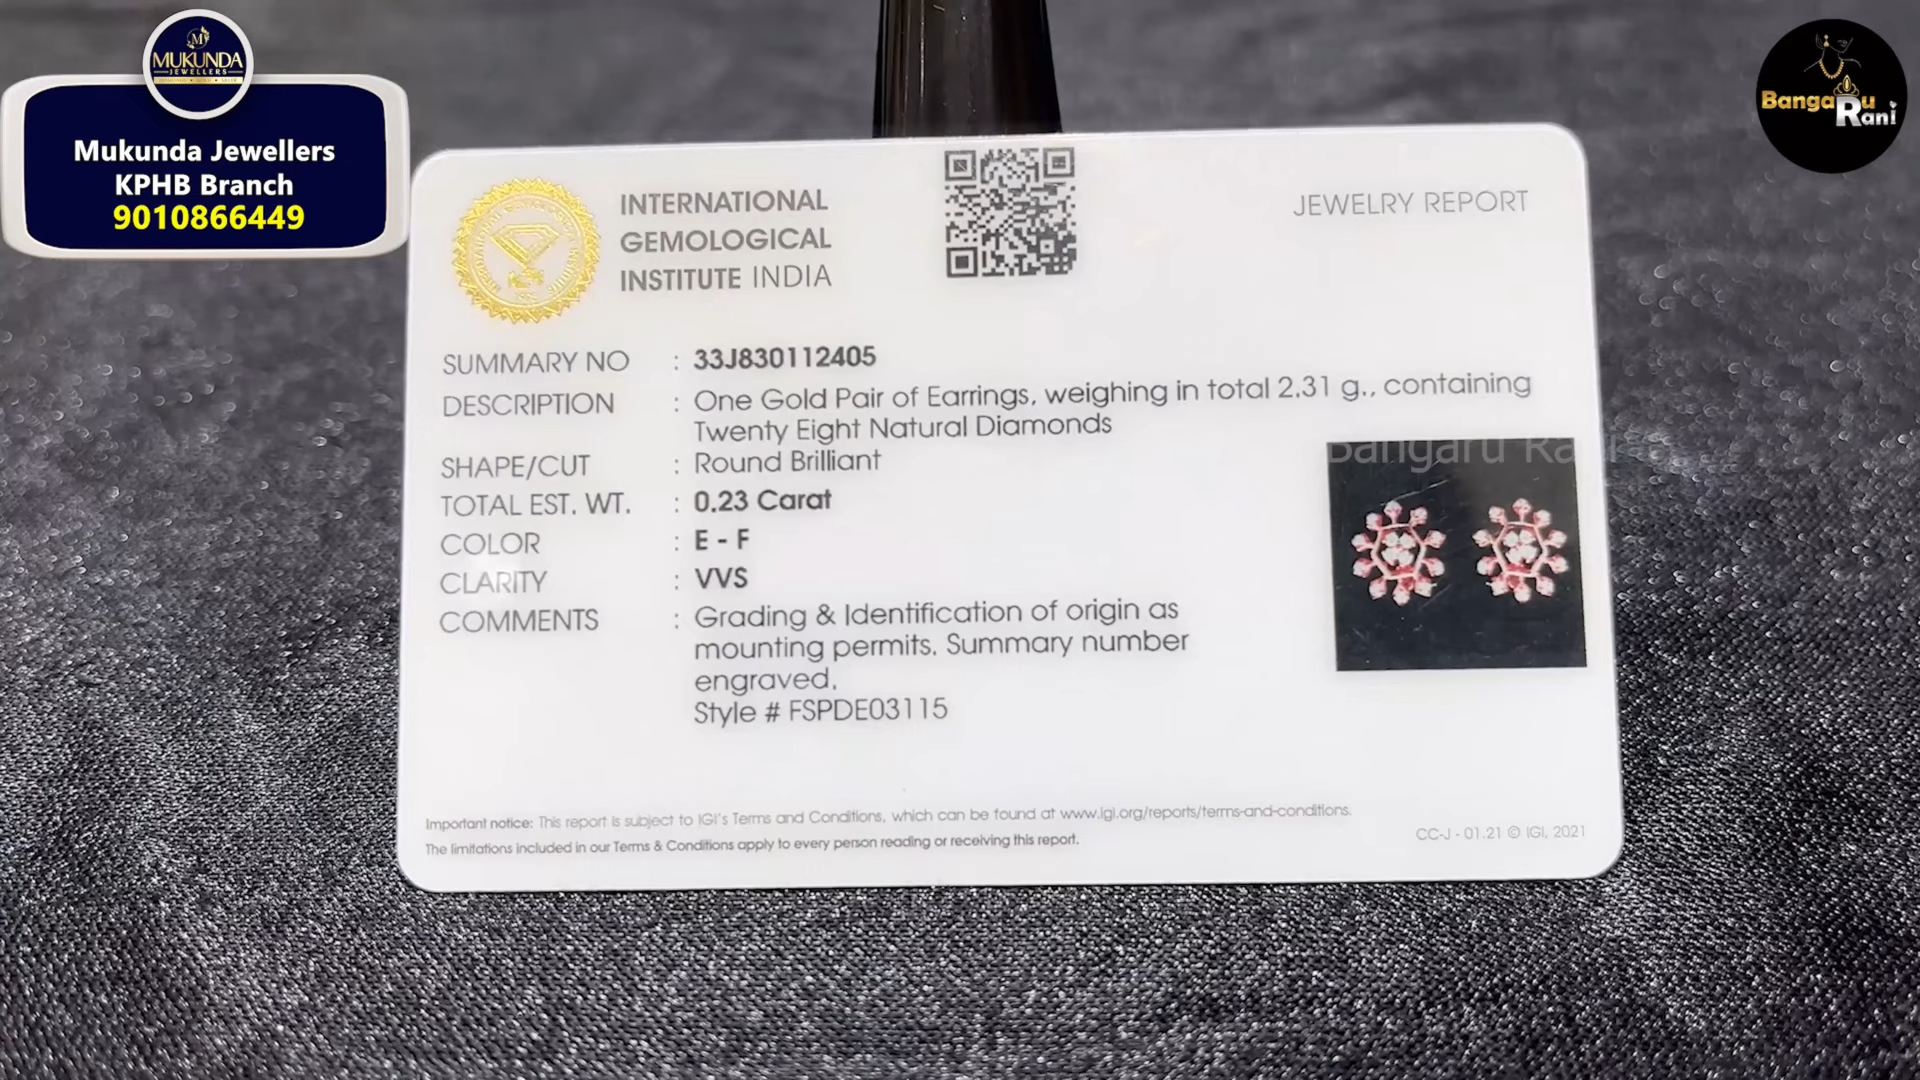 MUKUNDA
JEWELLERS
Mukunda Jewellers
KPHB Branch
9010866449
Bangaru
Rani
INTERNATIONAL
GEMOLOGICAL
INSTITUTE INDIA
JEWELRY REPORT
SUMMARY NO : 33J830112405
DESCRIPTION : One Gold Pair of Earrings, weighing in total 2.31 g., containing
Twenty Eight Natural Diamonds
SHAPE/CUT : Round Brilliant
TOTAL EST. WT. : 0.23 Carat
COLOR : E - F
CLARITY : VVS
COMMENTS : Grading & Identification of origin as
mounting permits. Summary number
engraved.
Style # FSPDE03115
Bangaru Rani
Important notice: This report is subject to IGI's Terms and Conditions, which can be found at www.igi.org/reports/terms-and-conditions.
The limitations included in our Terms & Conditions apply to every person reading or receiving this report.
CC-J - 01.21 © IGI, 2021